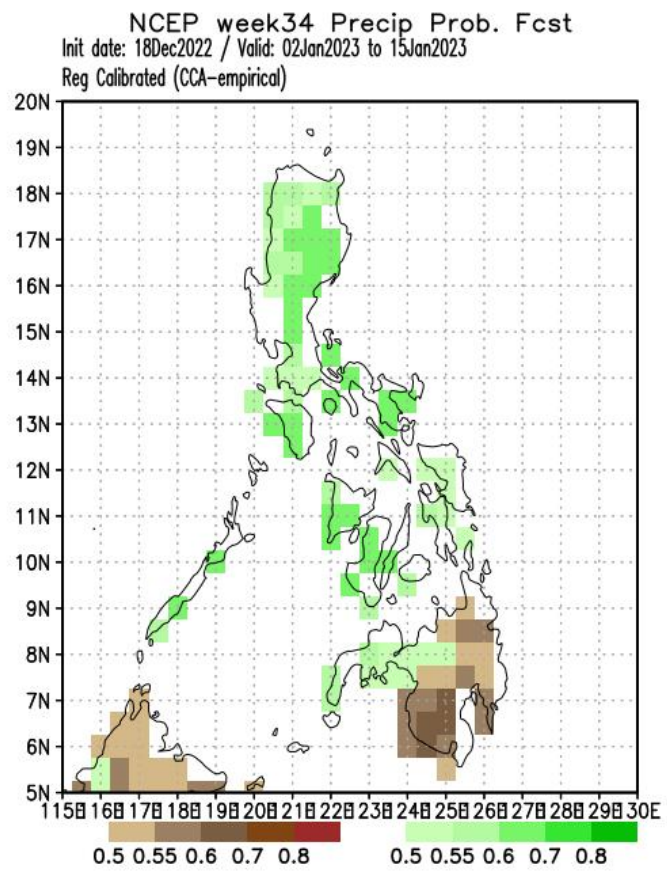 NCEP week34 Precip Prob. Fcst
Init date: 18Dec2022 / Valid: 02Jan2023 to 15Jan2023
Reg Calibrated (CCA-empirical)
20N
19N
18N
17N
16N
15N
14N
13N
12N
11N
10N
9N
8N
7N
6N
5N
115E 116E 117E 118E 119E 120E 121E 122E 123E 124E 125E 126E 127E 128E 129E 130E
0.5 0.55 0.6 0.7 0.8 0.5 0.55 0.6 0.7 0.8